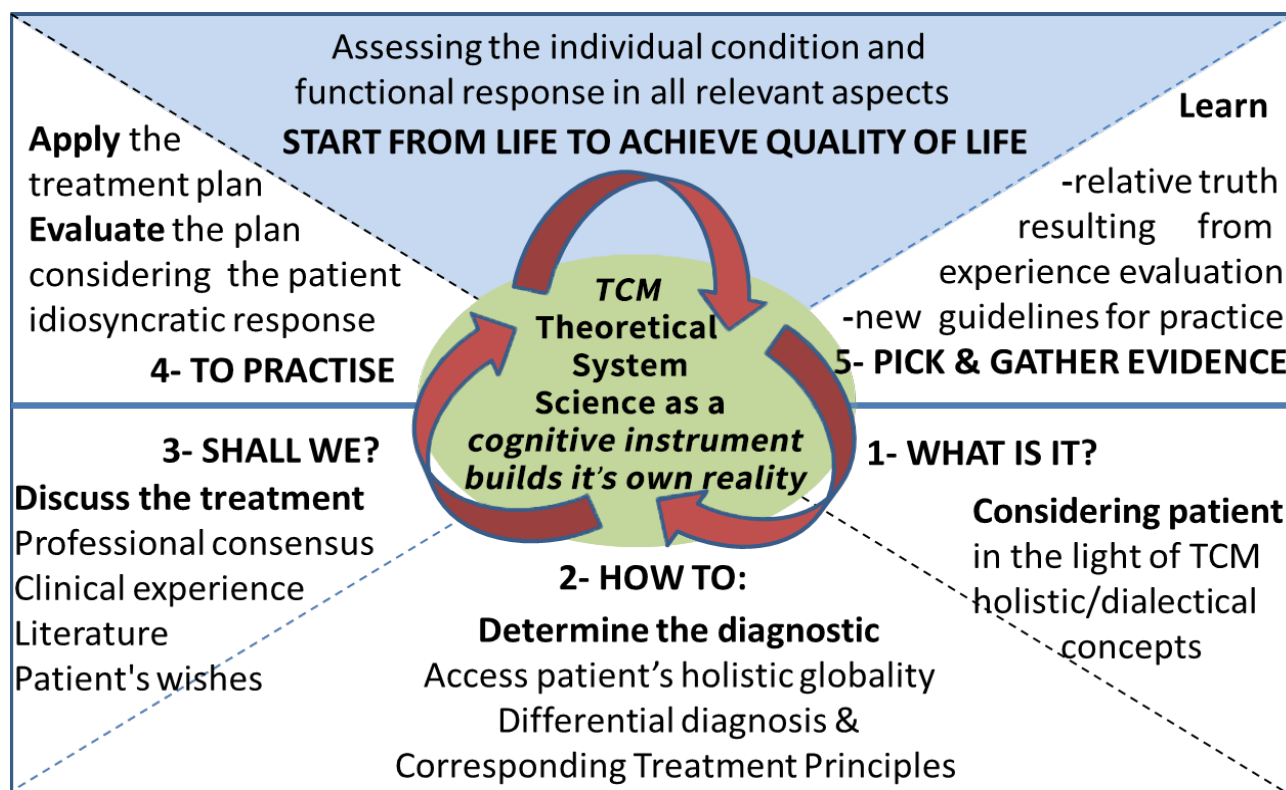 Assessing the individual condition and
functional response in all relevant aspects
START FROM LIFE TO ACHIEVE QUALITY OF LIFE
Apply the
treatment plan
Evaluate the plan
considering the patient
idiosyncratic response
4- TO PRACTISE
Learn
-relative truth
resulting from
experience evaluation
-new guidelines for practice
5- PICK & GATHER EVIDENCE
TCM
Theoretical
System
Science as a
cognitive instrument
builds it's own reality
3- SHALL WE?
Discuss the treatment
Professional consensus
Clinical experience
Literature
Patient's wishes
2- HOW TO:
Determine the diagnostic
Access patient's holistic globality
Differential diagnosis &
Corresponding Treatment Principles
1- WHAT IS IT?
Considering patient
in the light of TCM
holistic/dialectical
concepts